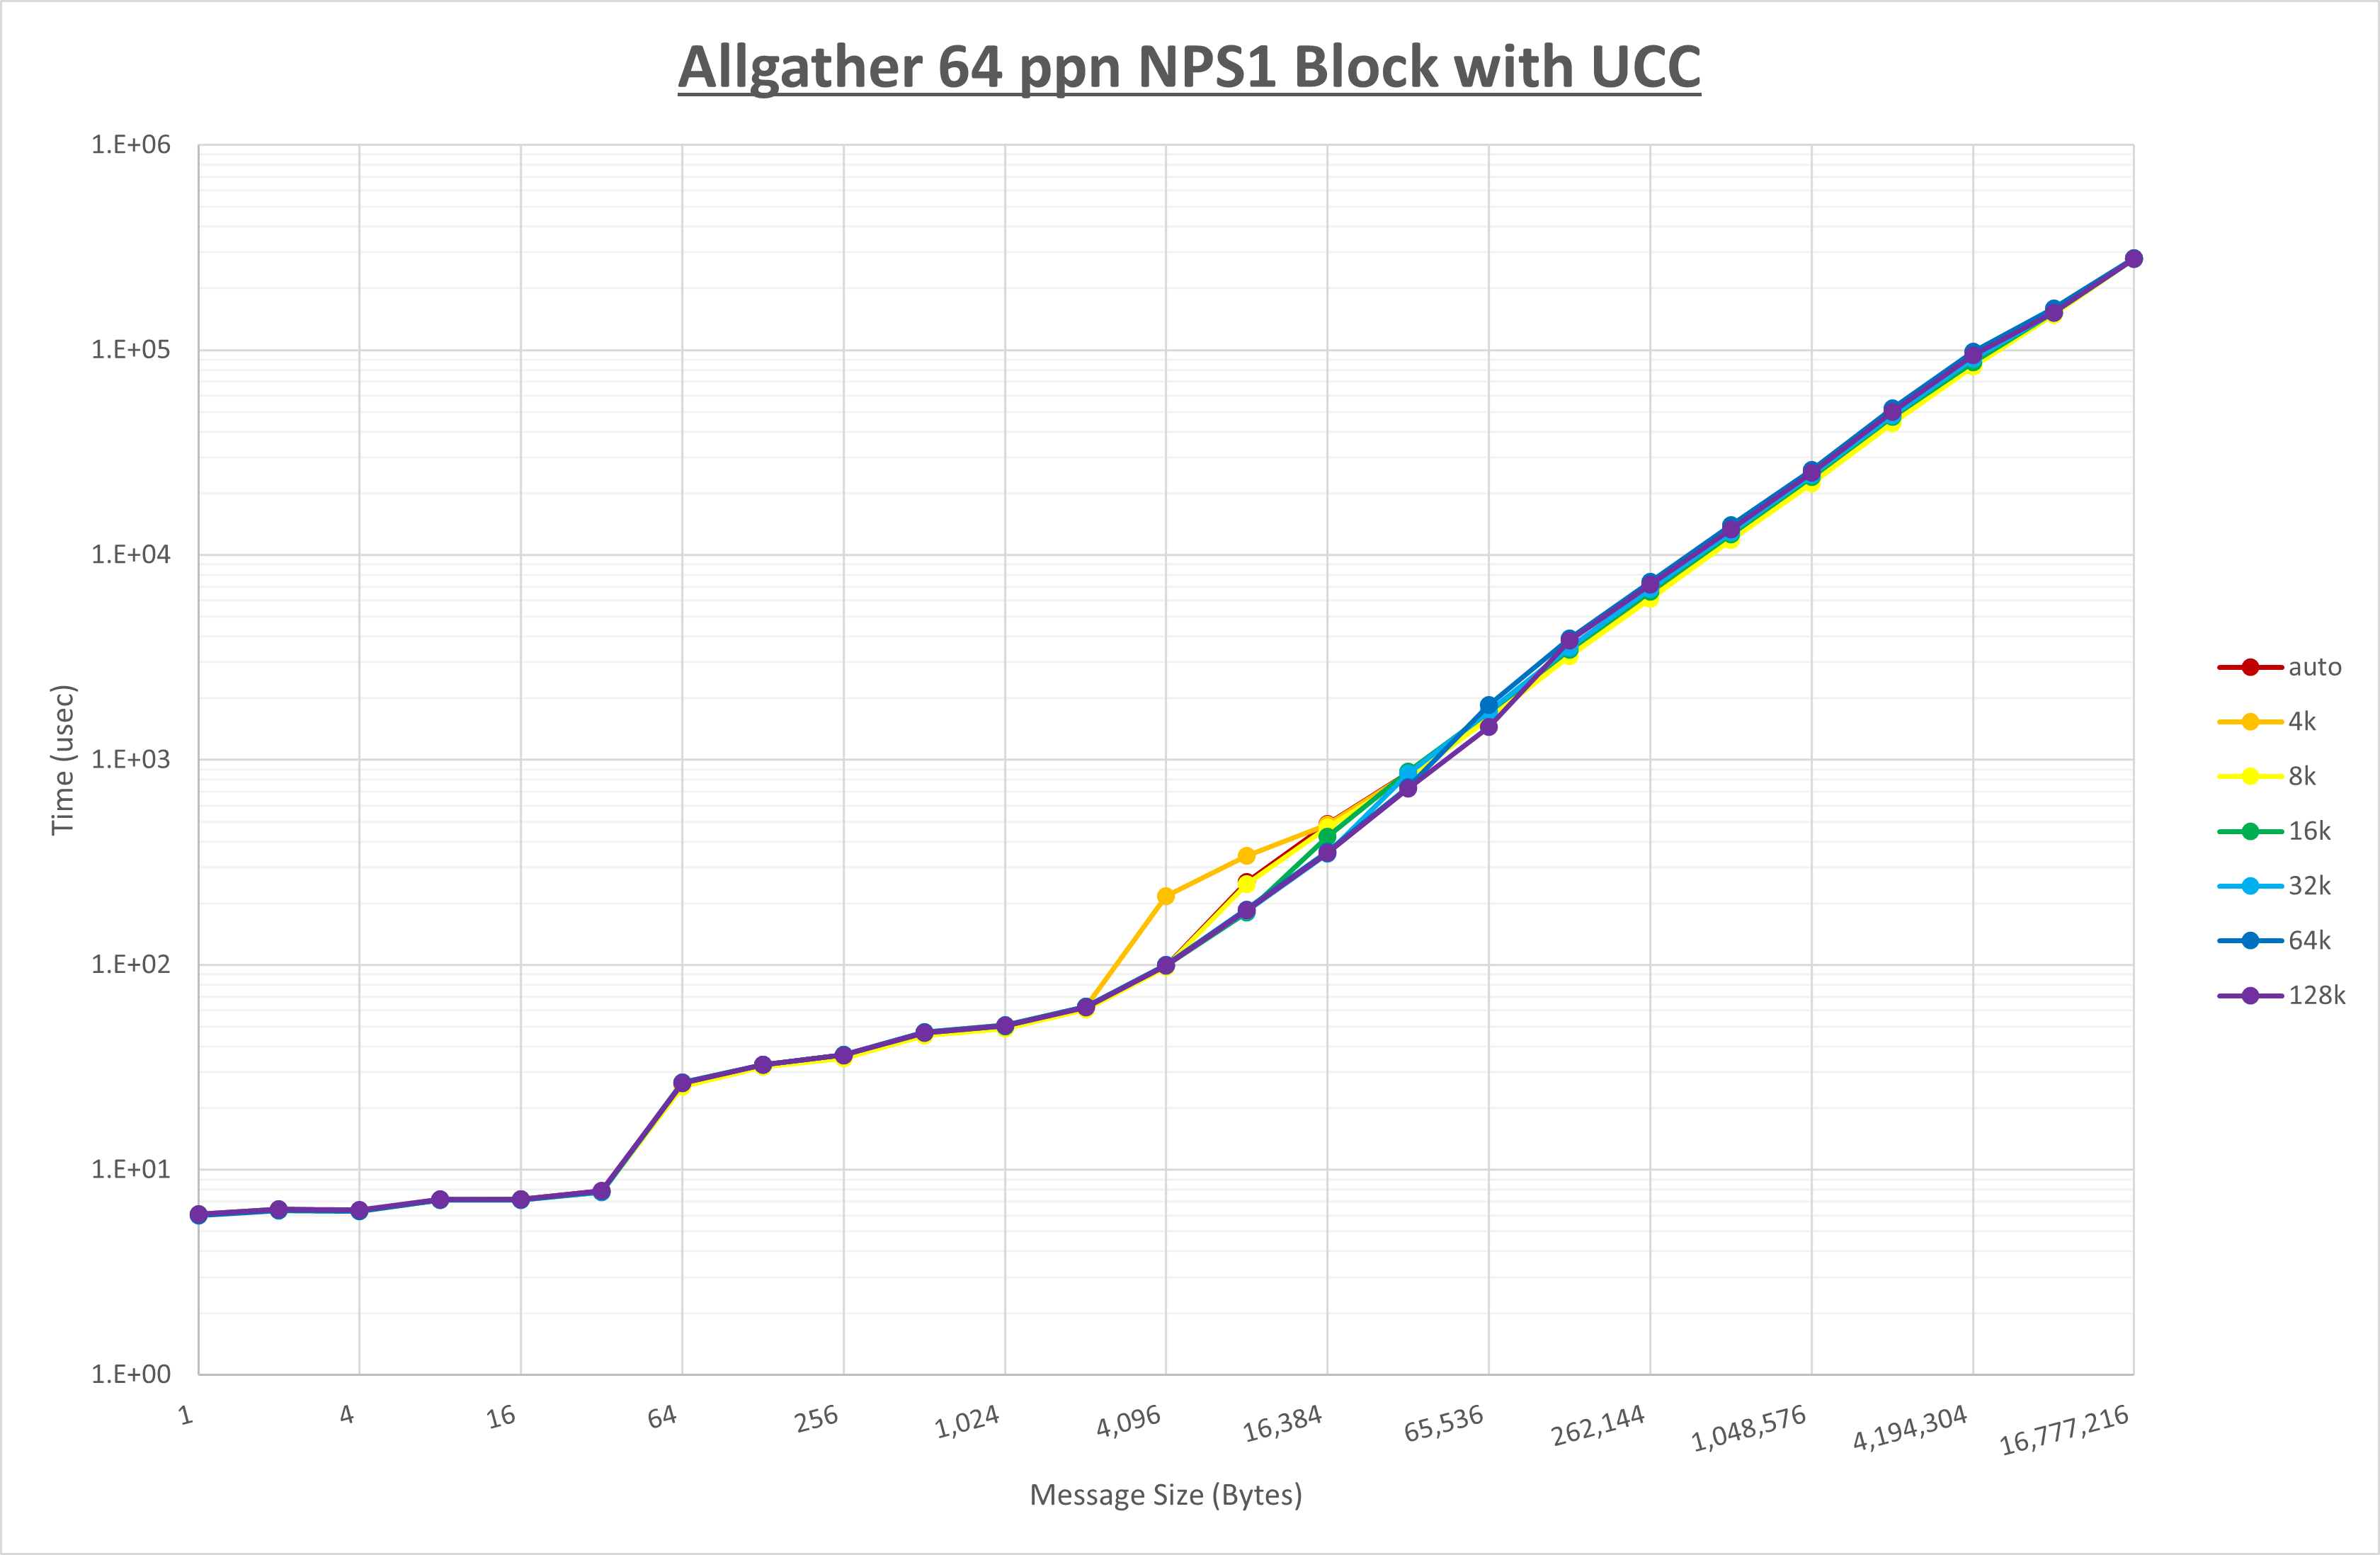 Allgather 64 ppn NPS1 Block with UCC
1.E+06
1.E+05
1.E+04
1.E+03
1.E+02
1.E+01
1.E+00
Time (usec)
1
4
16
64
256
1,024
4,096
16,384
65,536
262,144
1,048,576
4,194,304
16,777,216
Message Size (Bytes)
auto
4k
8k
16k
32k
64k
128k